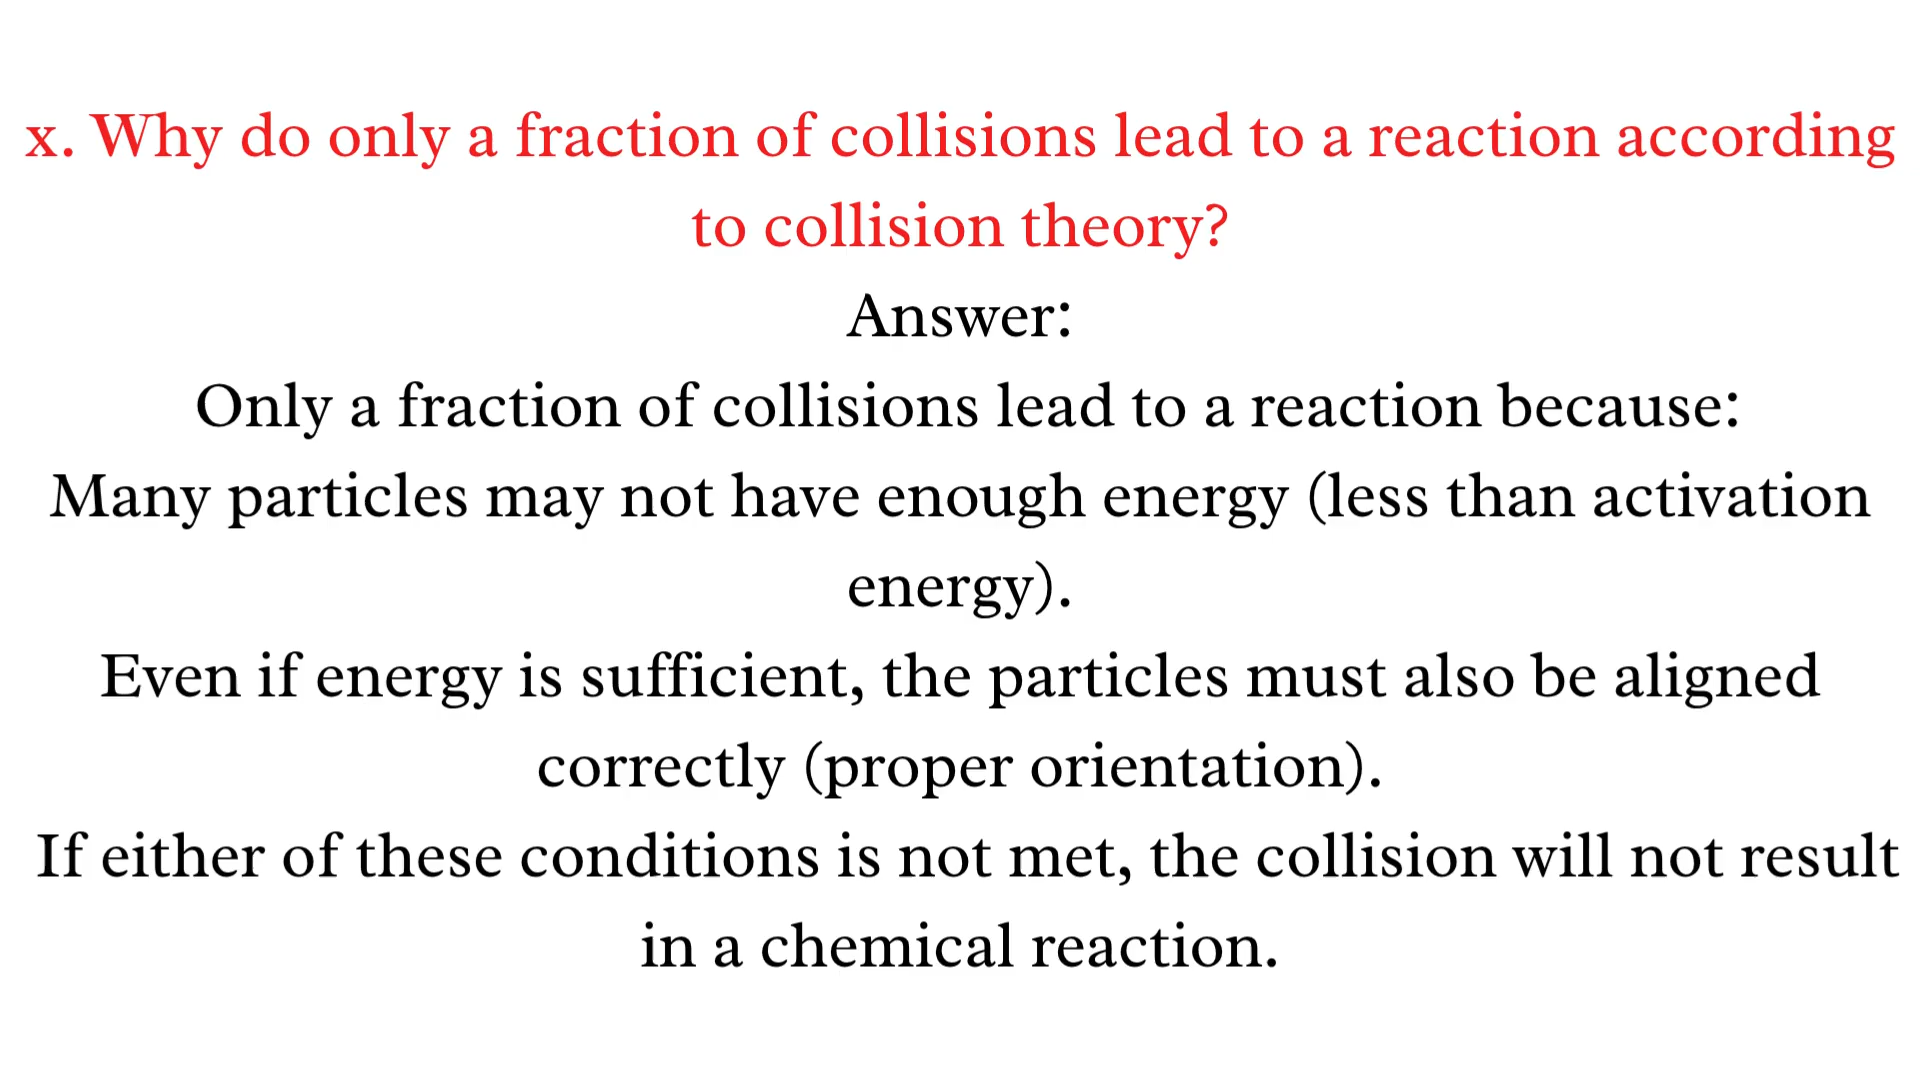 x. Why do only a fraction of collisions lead to a reaction according
to collision theory?
Answer:
Only a fraction of collisions lead to a reaction because:
Many particles may not have enough energy (less than activation
energy).
Even if energy is sufficient, the particles must also be aligned
correctly (proper orientation).
If either of these conditions is not met, the collision will not result
in a chemical reaction.